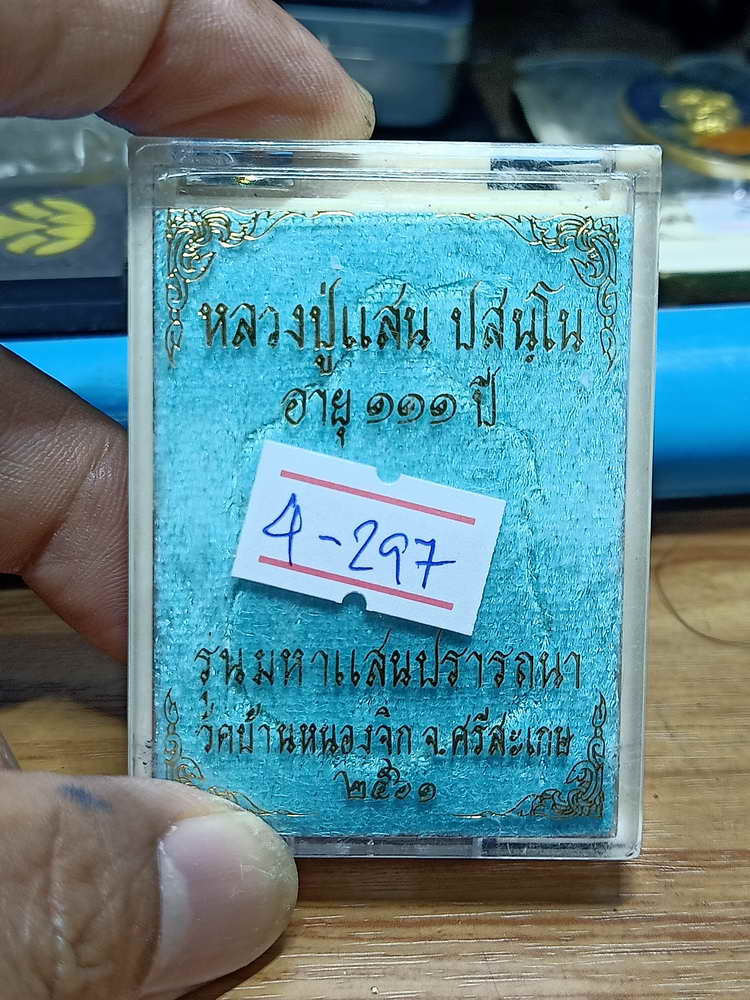 หลวงปู่แสน ปสนฺโน
อายุ ๑๑๑ ปี
4-297
รุ่นมหาแสนปรารถนา
วัดบ้านหนองจิก จ.ศรีสะเกษ
๒๕๖๑